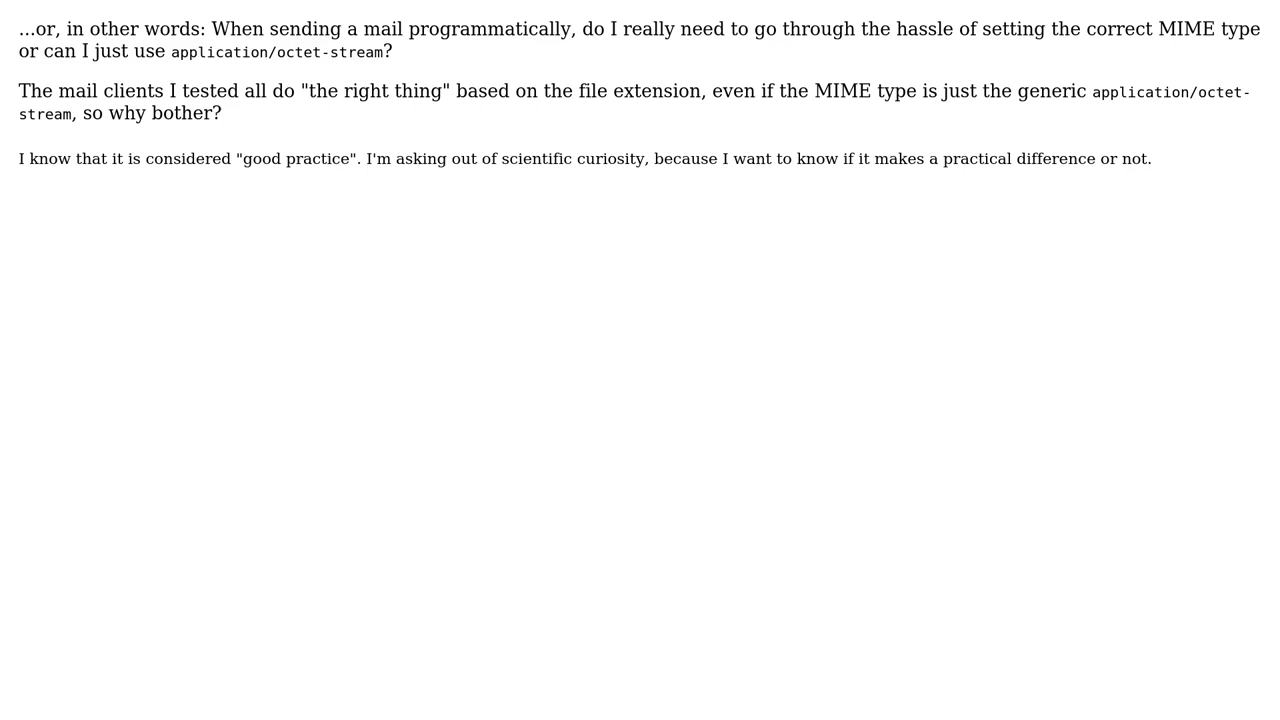 ...or, in other words: When sending a mail programmatically, do I really need to go through the hassle of setting the correct MIME type
or can I just use application/octet-stream?
The mail clients I tested all do "the right thing" based on the file extension, even if the MIME type is just the generic application/octet-
stream, so why bother?
I know that it is considered "good practice". I'm asking out of scientific curiosity, because I want to know if it makes a practical difference or not.